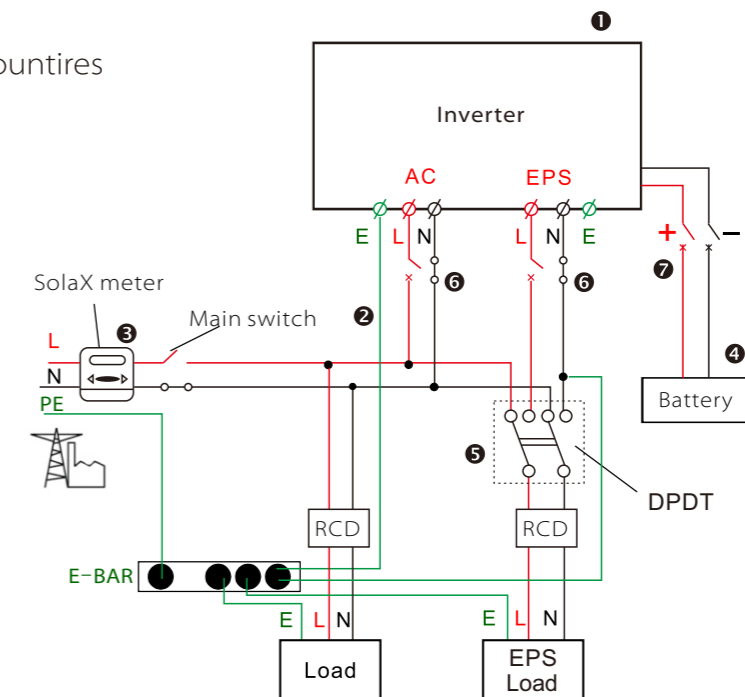 ❶
ountires
Inverter
AC EPS
E L N L N E
+ −
❼
❻ ❻
SolaX meter
❷
❸
Main switch
L
N
PE
❹
Battery
❺
DPDT
RCD RCD
E-BAR
E L N E L N
Load
EPS
Load